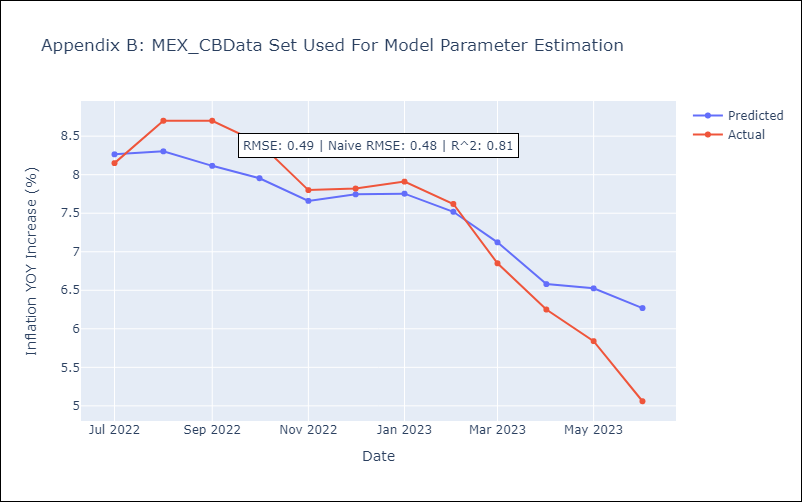 Appendix B: MEX_CBData Set Used For Model Parameter Estimation
Predicted
Actual
RMSE: 0.49 | Naive RMSE: 0.48 | R^2: 0.81
Inflation YOY Increase (%)
8.5
8
7.5
7
6.5
6
5.5
5
Jul 2022
Sep 2022
Nov 2022
Jan 2023
Mar 2023
May 2023
Date